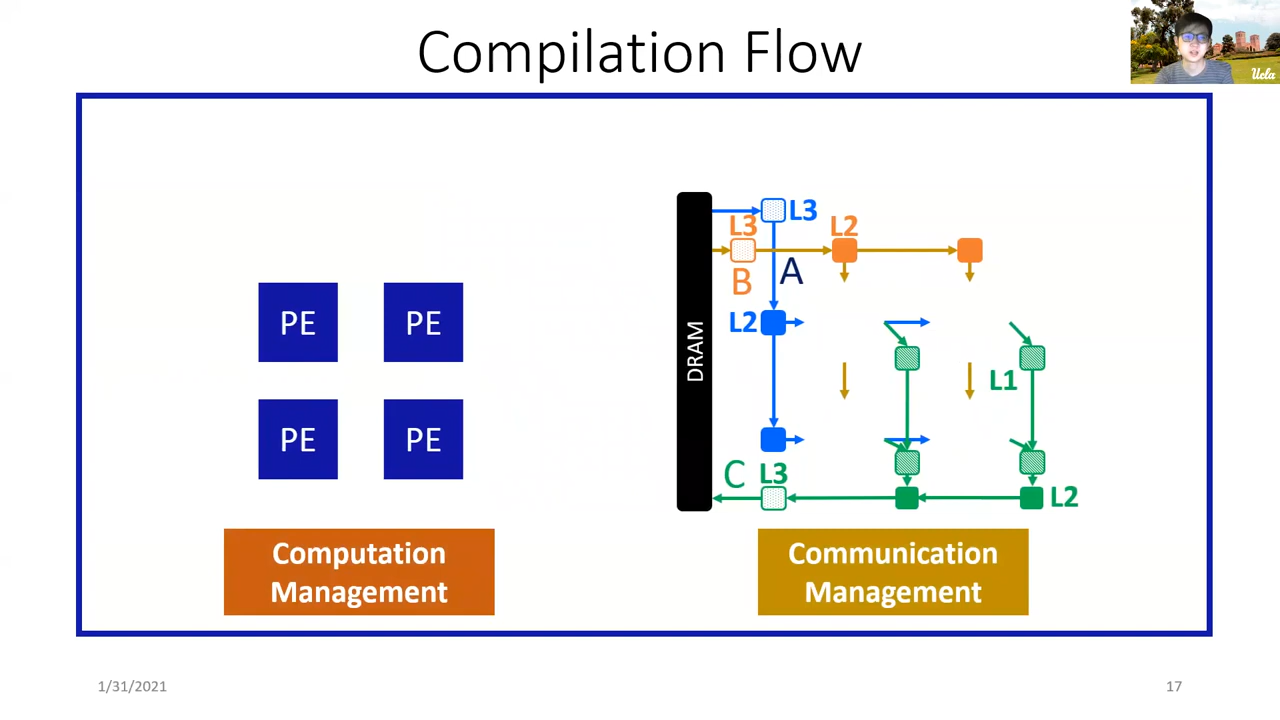 Compilation Flow
Ucla
PE PE
PE PE
Computation
Management
DRAM
L3
L3
L2
B
A
L2
L1
C
L3
L2
Communication
Management
1/31/2021
17